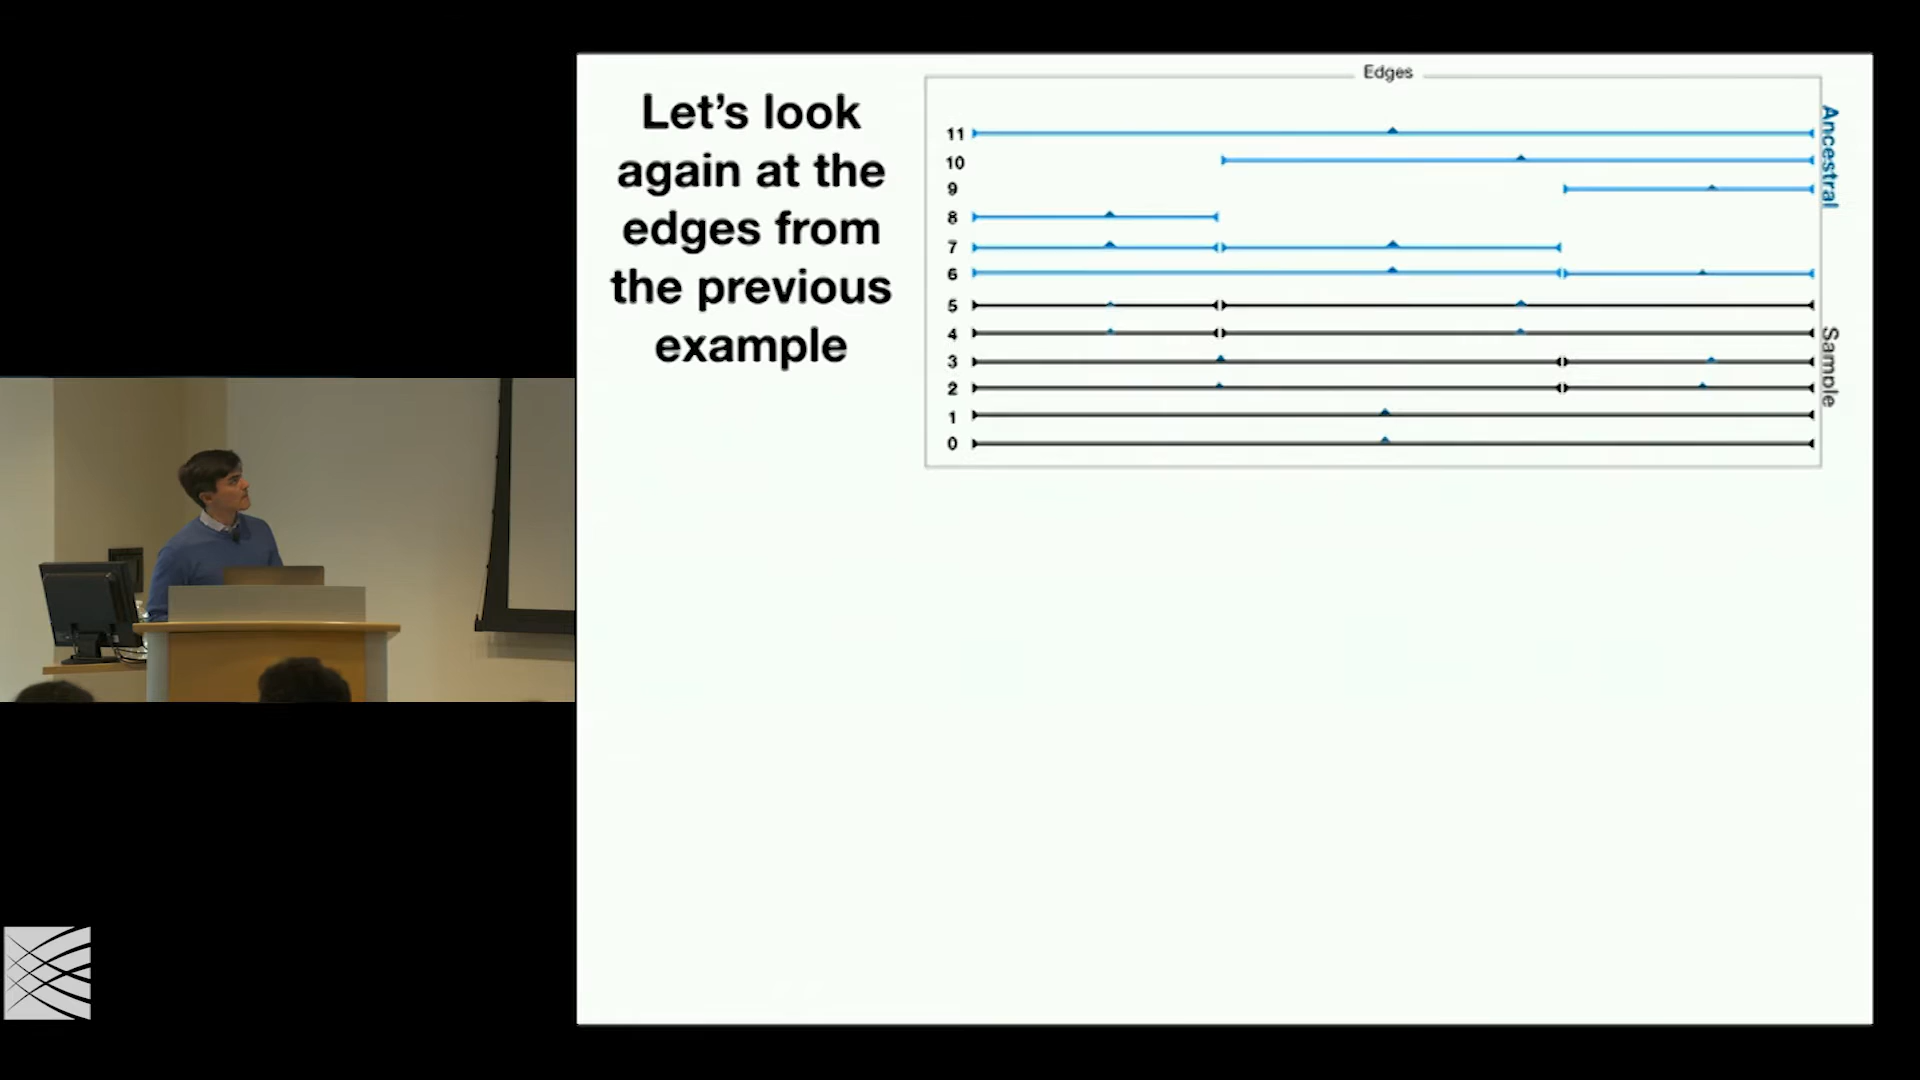 Let's look
again at the
edges from
the previous
example
Edges
11
10
9
8
7
6
5
4
3
2
1
0
Ancestral
Sample